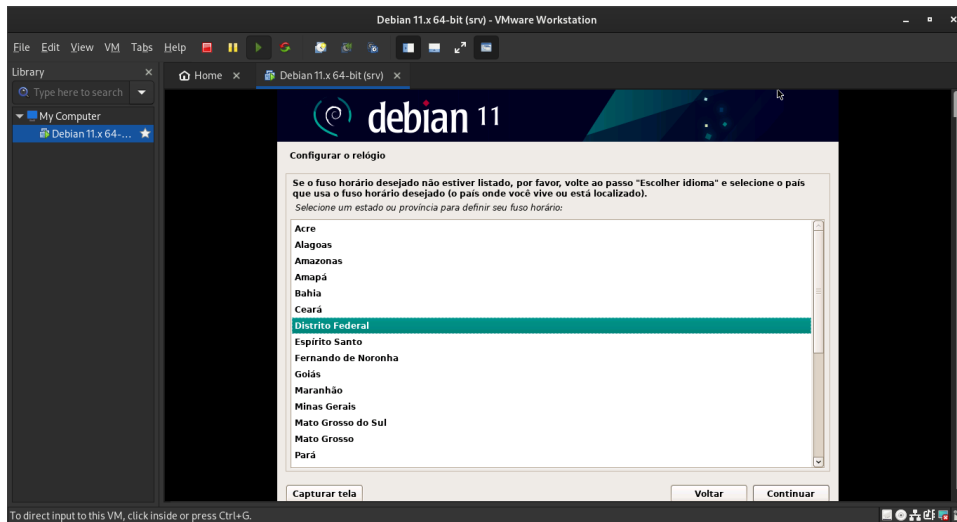 Debian 11.x 64-bit (srv) - VMware Workstation
File Edit View VM Tabs Help
Library
Home
Debian 11.x 64-bit (srv)
Type here to search
My Computer
Debian 11.x 64-...
debian 11
Configurar o relógio
Se o fuso horário desejado não estiver listado, por favor, volte ao passo "Escolher idioma" e selecione o país
que usa o fuso horário desejado (o país onde você vive ou está localizado).
Selecione um estado ou província para definir seu fuso horário:
Acre
Alagoas
Amazonas
Amapá
Bahia
Ceará
Distrito Federal
Espírito Santo
Fernando de Noronha
Goiás
Maranhão
Minas Gerais
Mato Grosso do Sul
Mato Grosso
Pará
Capturar tela
Voltar
Continuar
To direct input to this VM, click inside or press Ctrl+G.